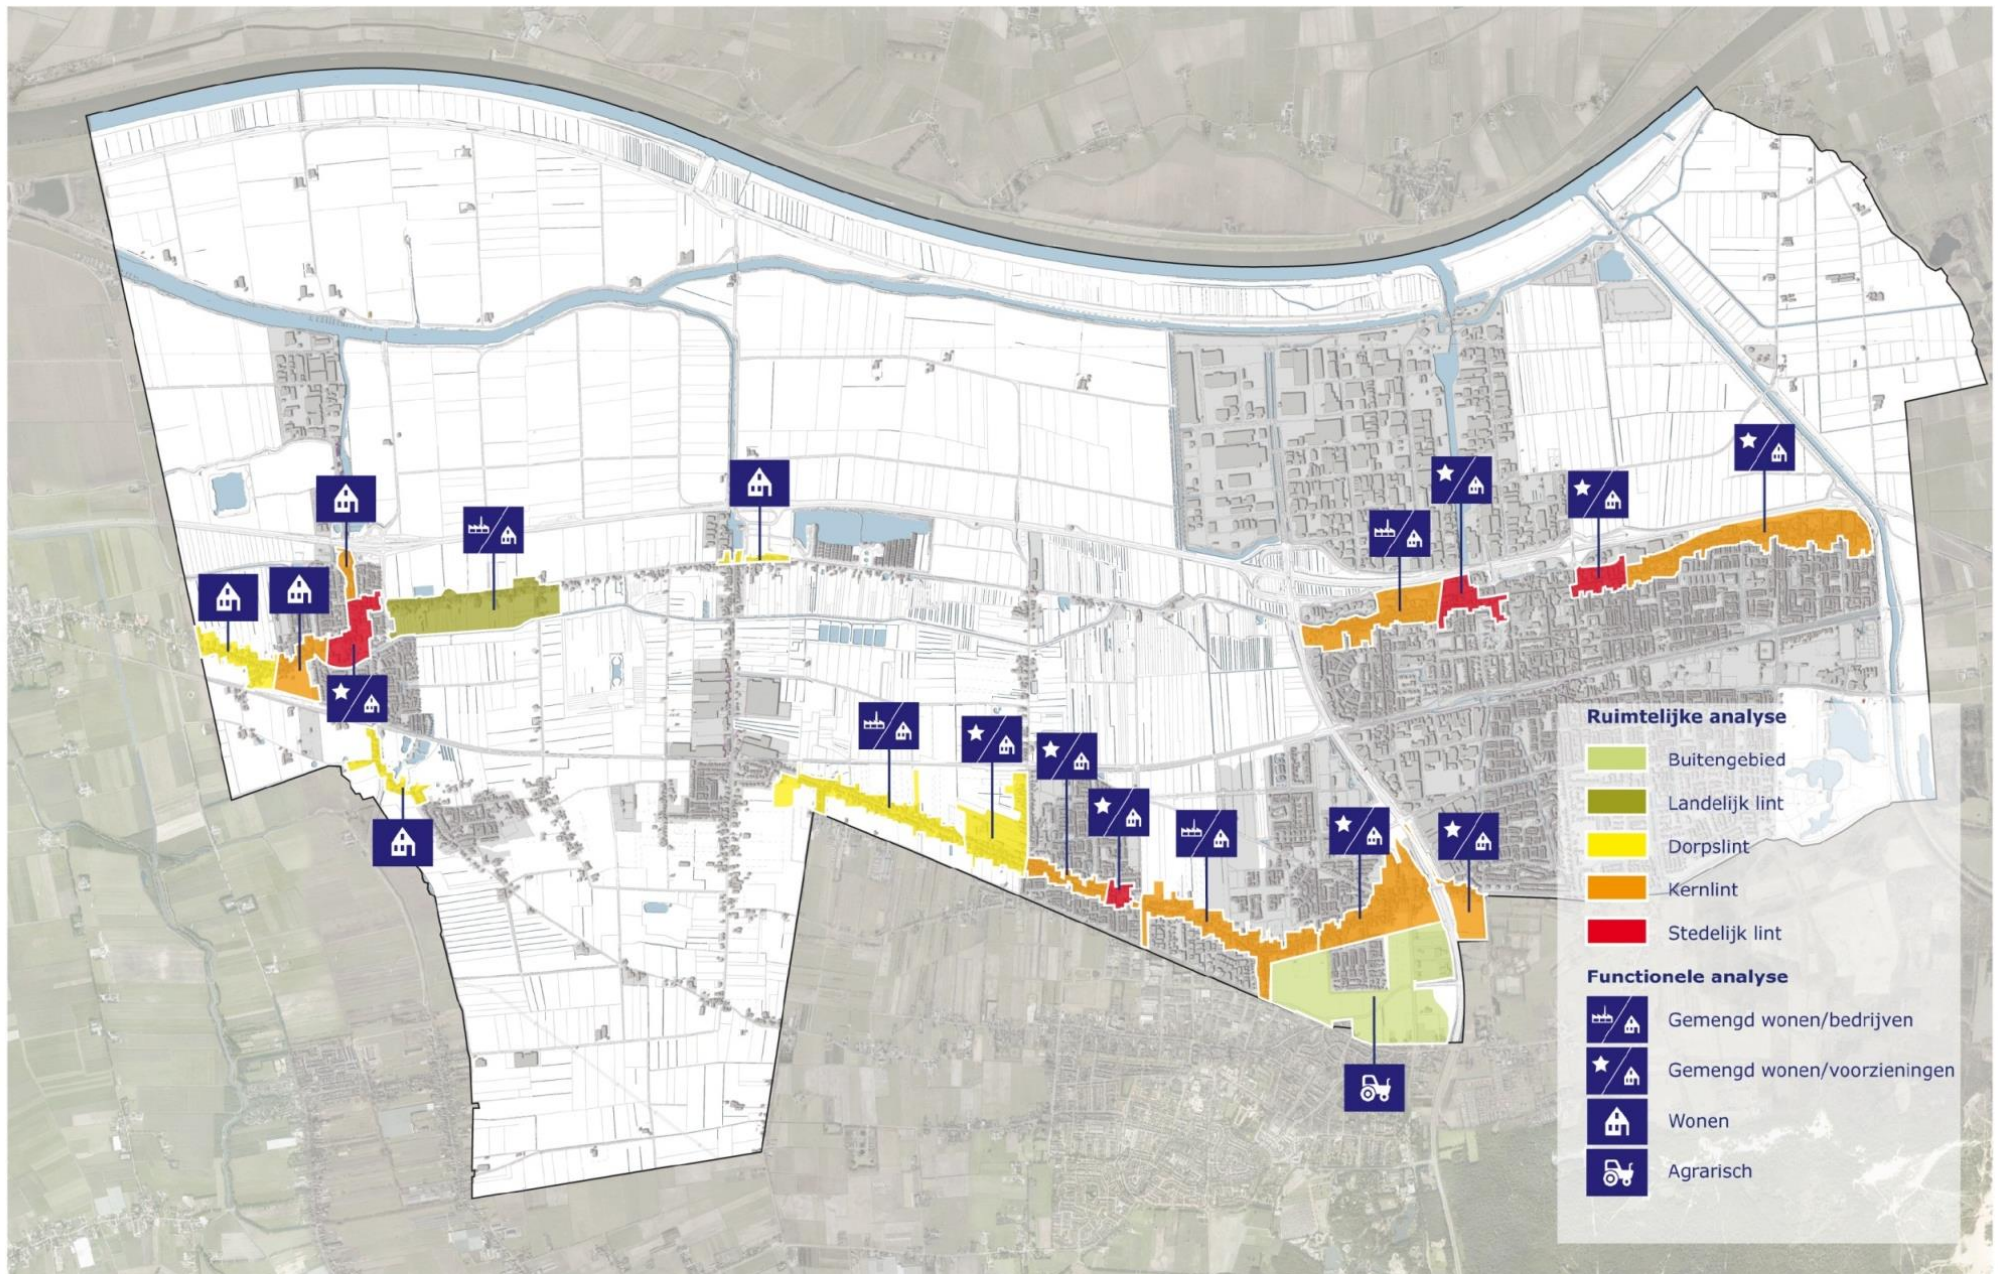 Ruimtelijke analyse
Buitengebied
Landelijk lint
Dorpslint
Kernlint
Stedelijk lint
Functionele analyse
Gemengd wonen/bedrijven
Gemengd wonen/voorzieningen
Wonen
Agrarisch